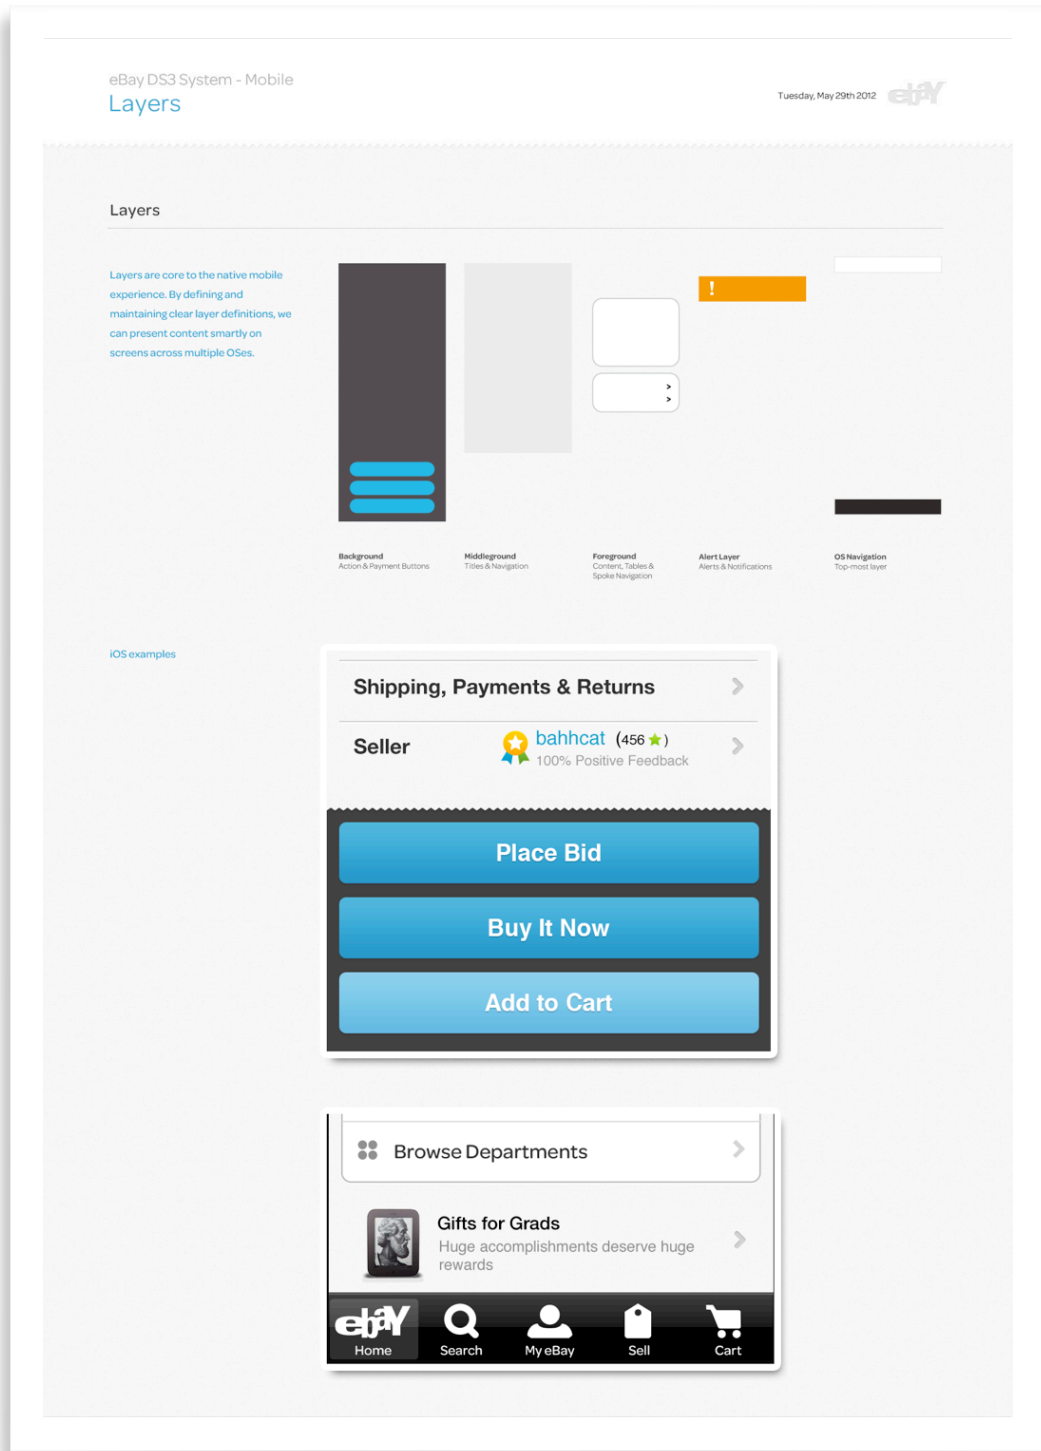 eBay DS3 System - Mobile
Layers
Tuesday, May 29th 2012
ebaY
Layers
Layers are core to the native mobile
experience. By defining and
maintaining clear layer definitions, we
can present content smartly on
screens across multiple OSes.
!
>
>
Background
Action & Payment Buttons
Middleground
Titles & Navigation
Foreground
Content, Tables &
Spoke Navigation
Alert Layer
Alerts & Notifications
OS Navigation
Top-most layer
iOS examples
Shipping, Payments & Returns
Seller
bahhcat (456)
100% Positive Feedback
Place Bid
Buy It Now
Add to Cart
Browse Departments
Gifts for Grads
Huge accomplishments deserve huge
rewards
ebaY
Home
Search
My eBay
Sell
Cart